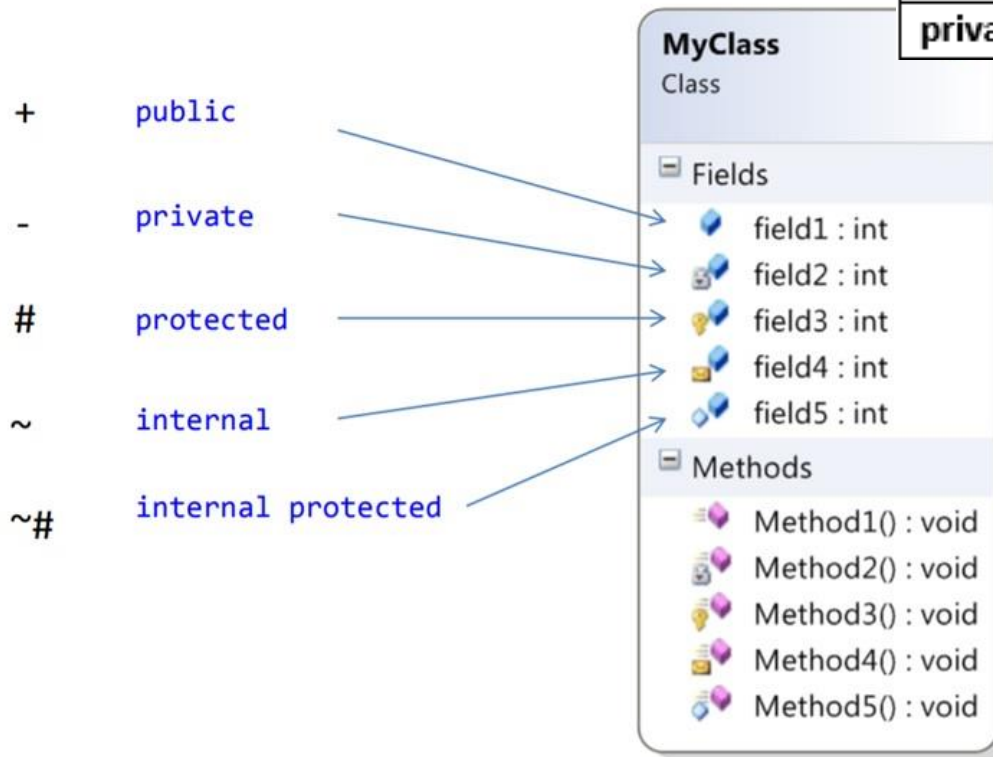 + public
- private
# protected
~ internal
~# internal protected
MyClass
Class
Fields
field1 : int
field2 : int
field3 : int
field4 : int
field5 : int
Methods
Method1() : void
Method2() : void
Method3() : void
Method4() : void
Method5() : void